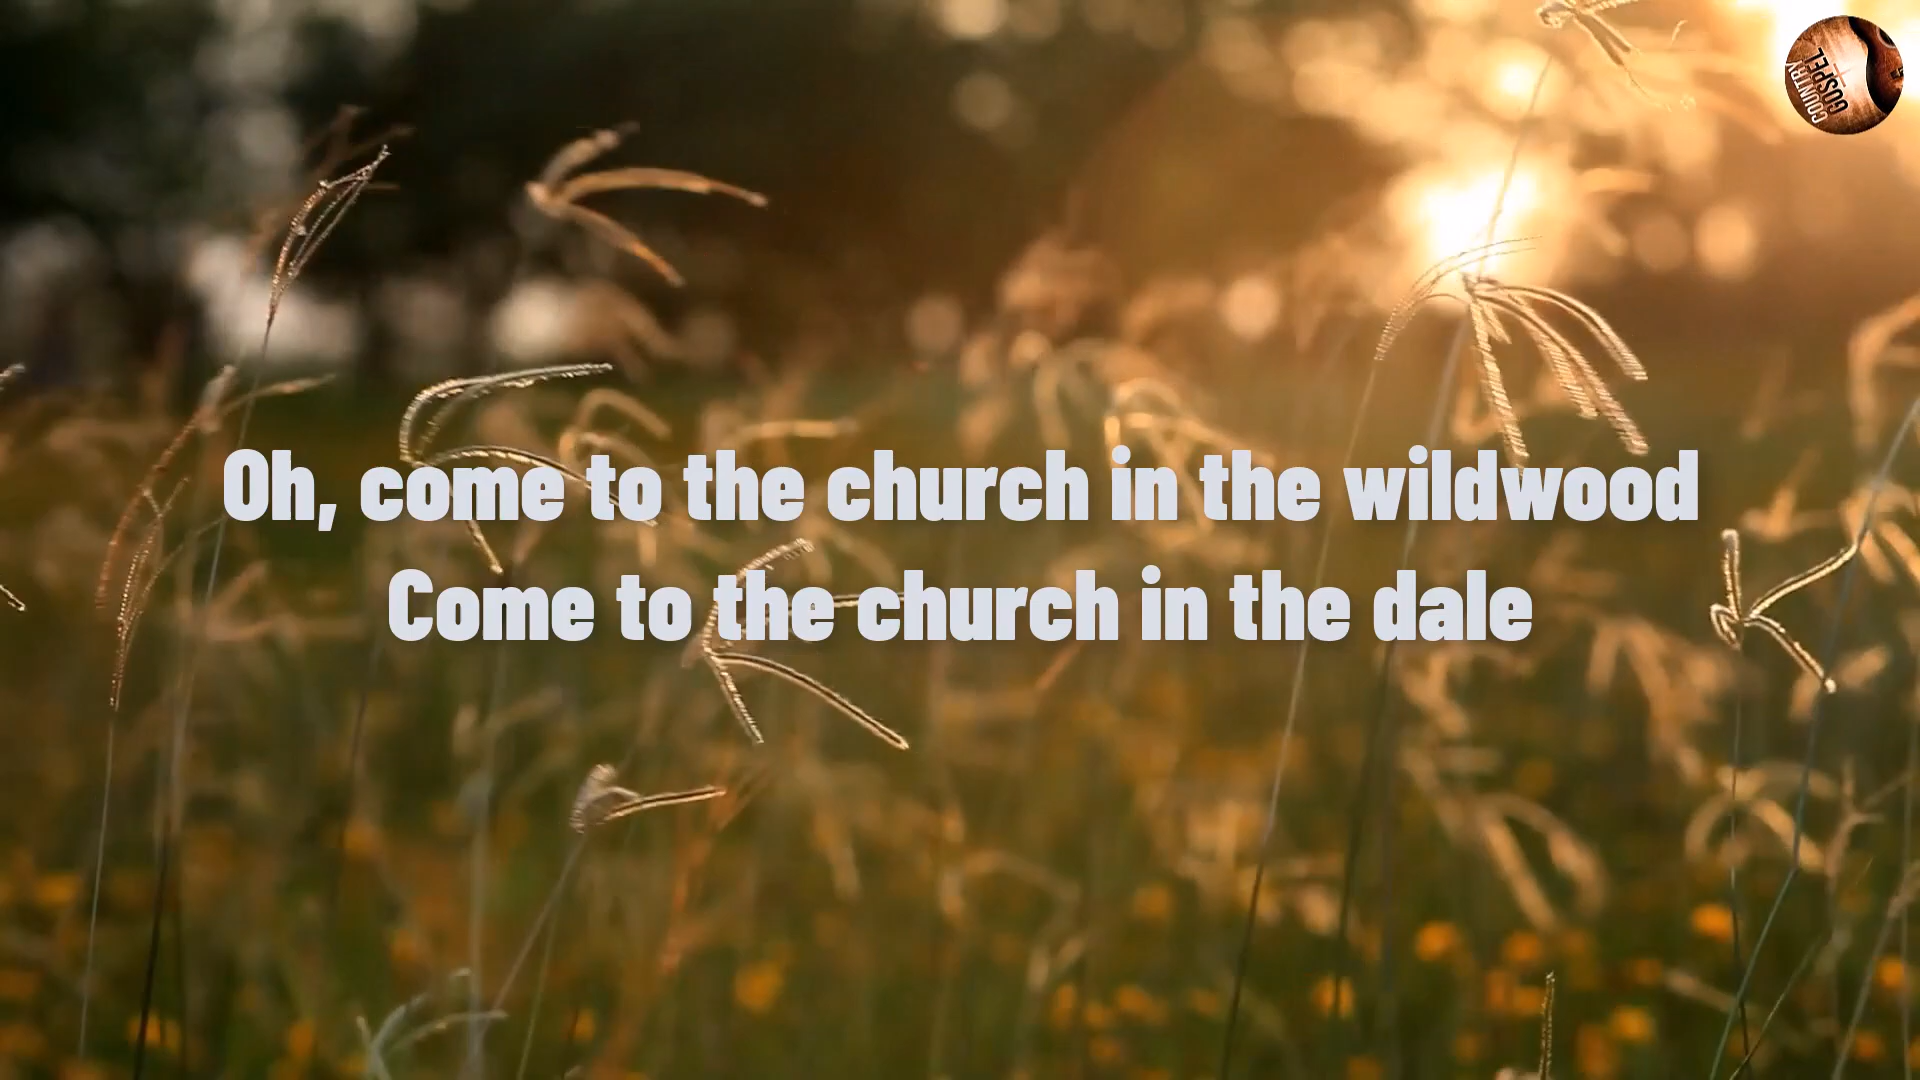 COUNTRY
GOSPEL
Oh, come to the church in the wildwood
Come to the church in the dale